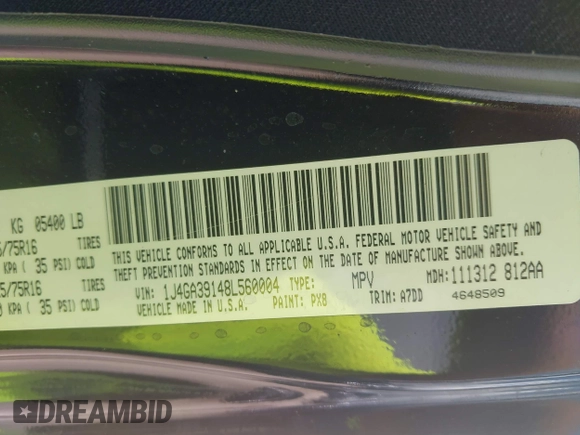 KG 05400 LB
/75R16 TIRES
KPA ( 35 PSI) COLD
5/75R16 TIRES
KPA ( 35 PSI) COLD
THIS VEHICLE CONFORMS TO ALL APPLICABLE U.S.A. FEDERAL MOTOR VEHICLE SAFETY AND
THEFT PREVENTION STANDARDS IN EFFECT ON THE DATE OF MANUFACTURE SHOWN ABOVE.
VIN: 1J4GA39148L560004 TYPE: MPV MDH: 111312 812AA
VEHICLE MADE IN U.S.A. PAINT: PX8 TRIM: A7DD 4648509
DREAMBID